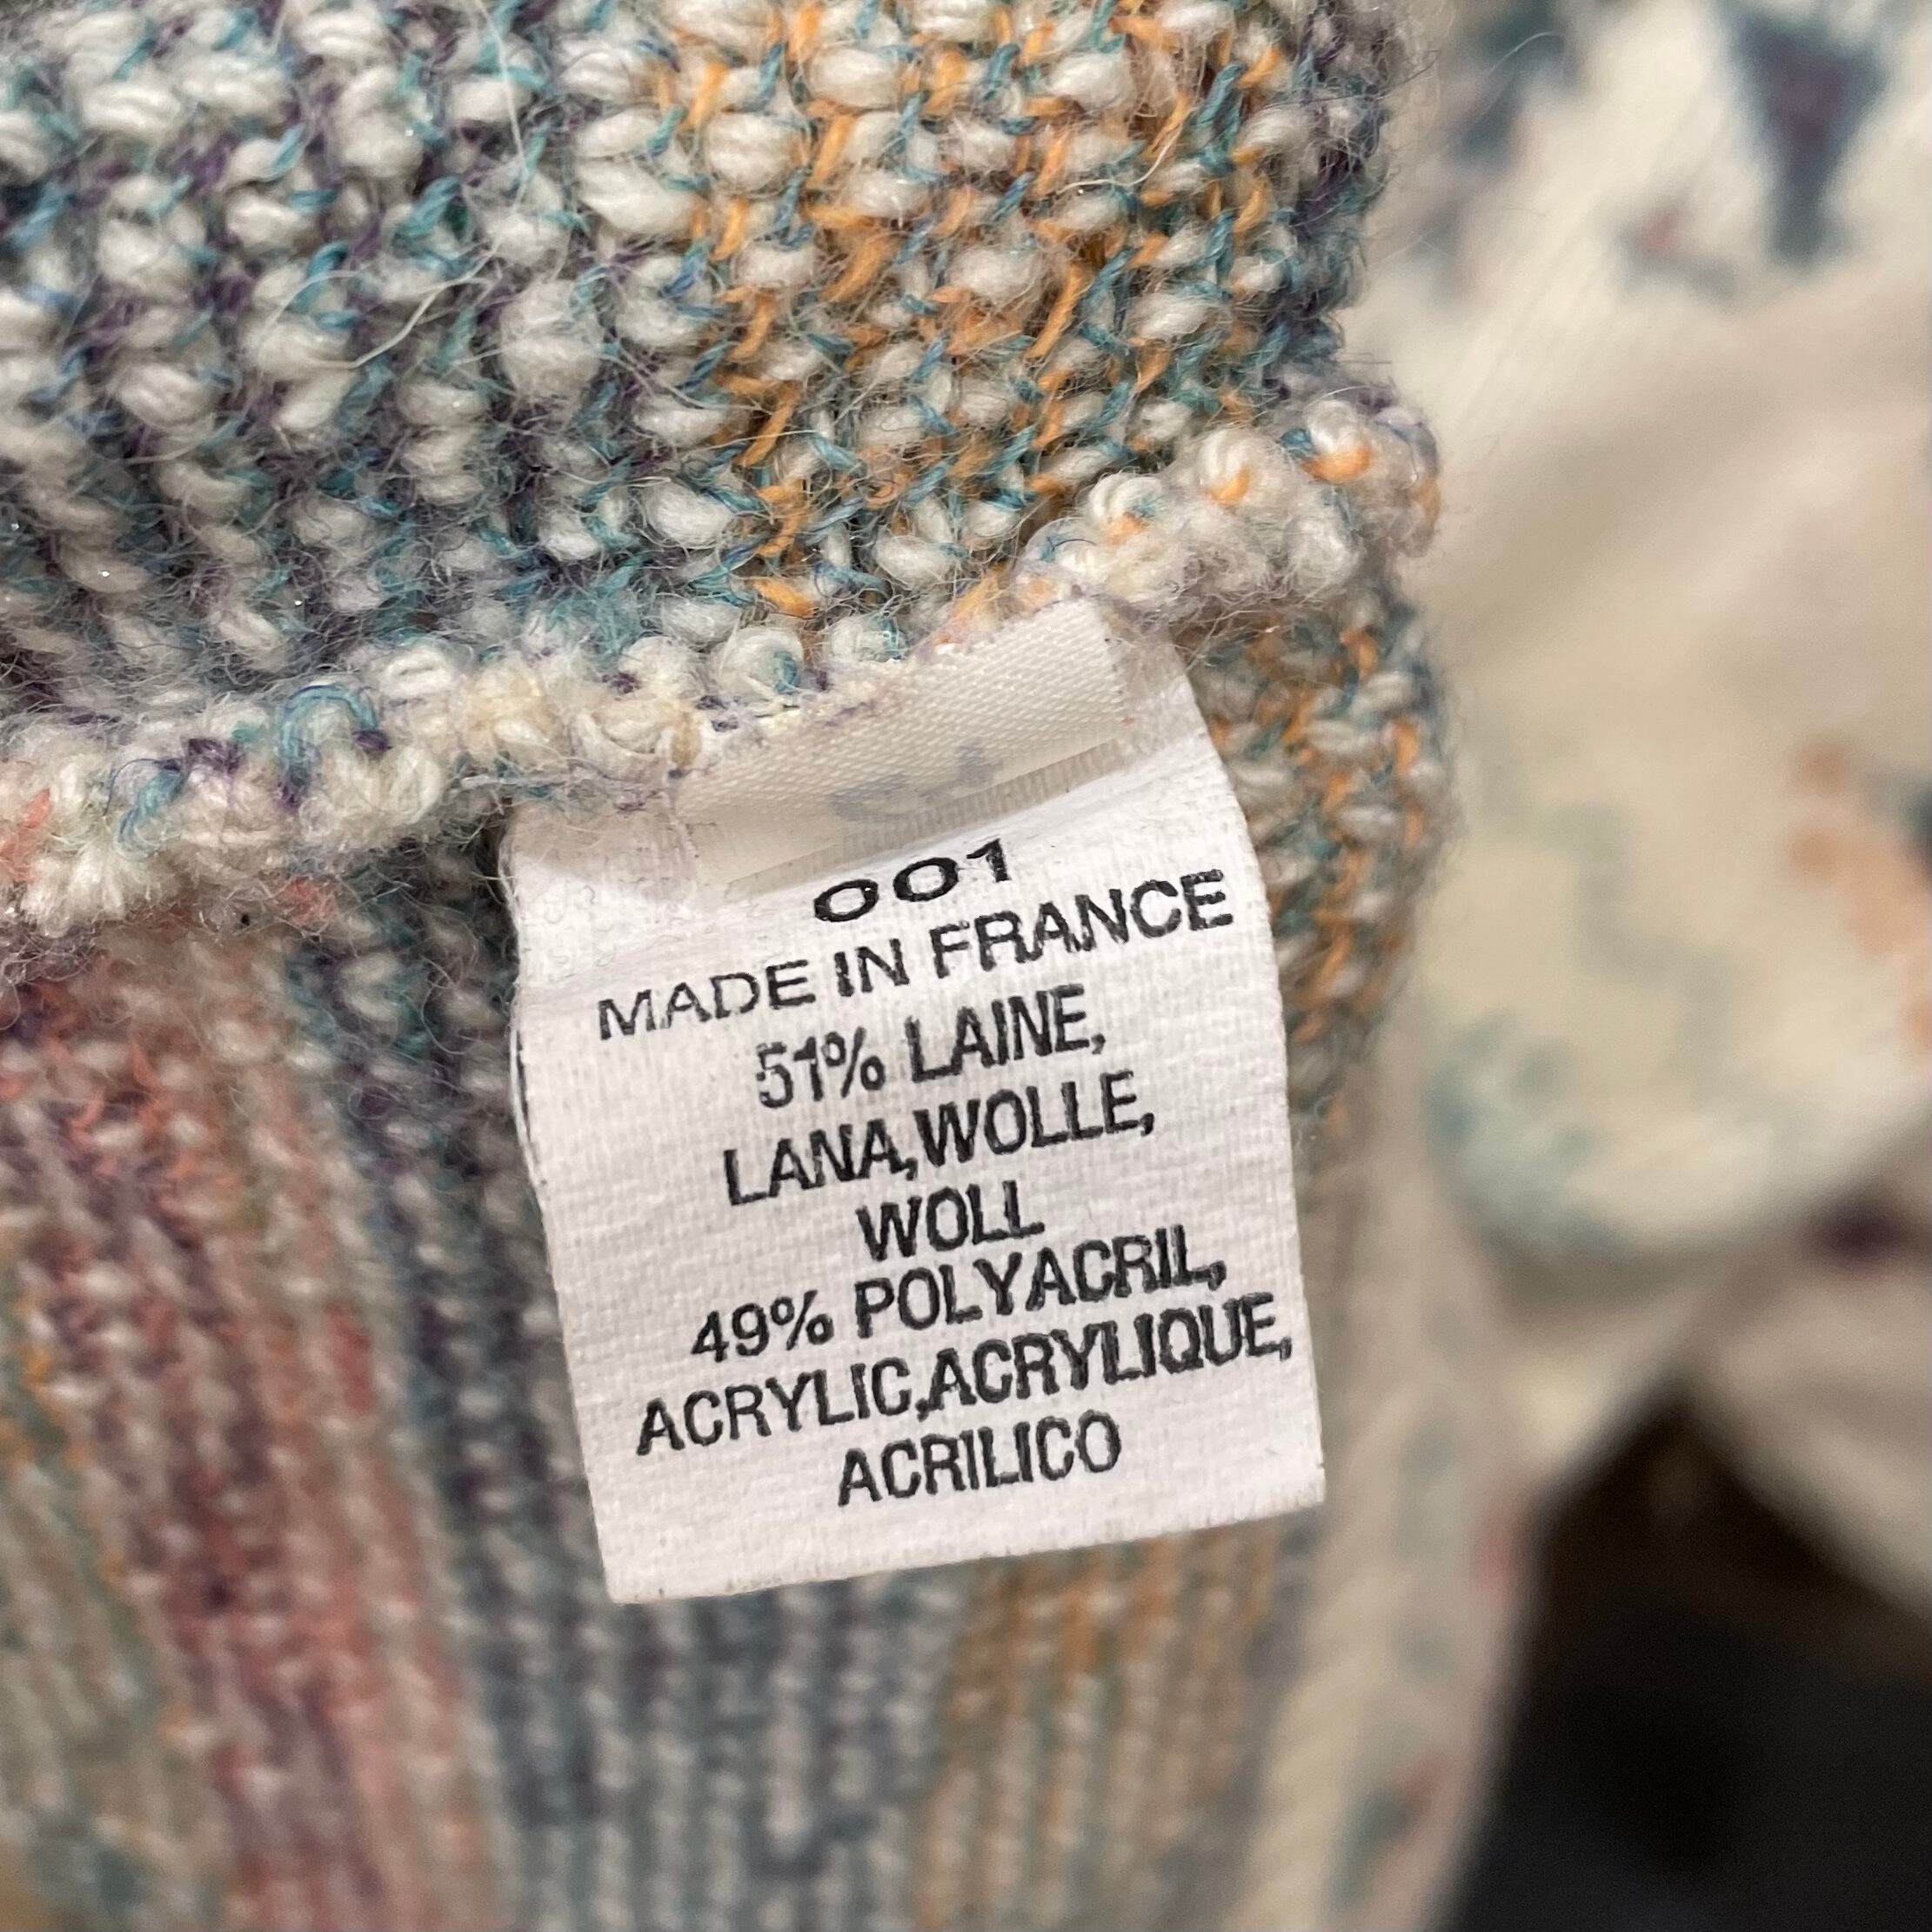 001
MADE IN FRANCE
51% LAINE,
LANA,WOLLE,
WOLL
49% POLYACRIL,
ACRYLIC,ACRYLIQUE,
ACRILICO